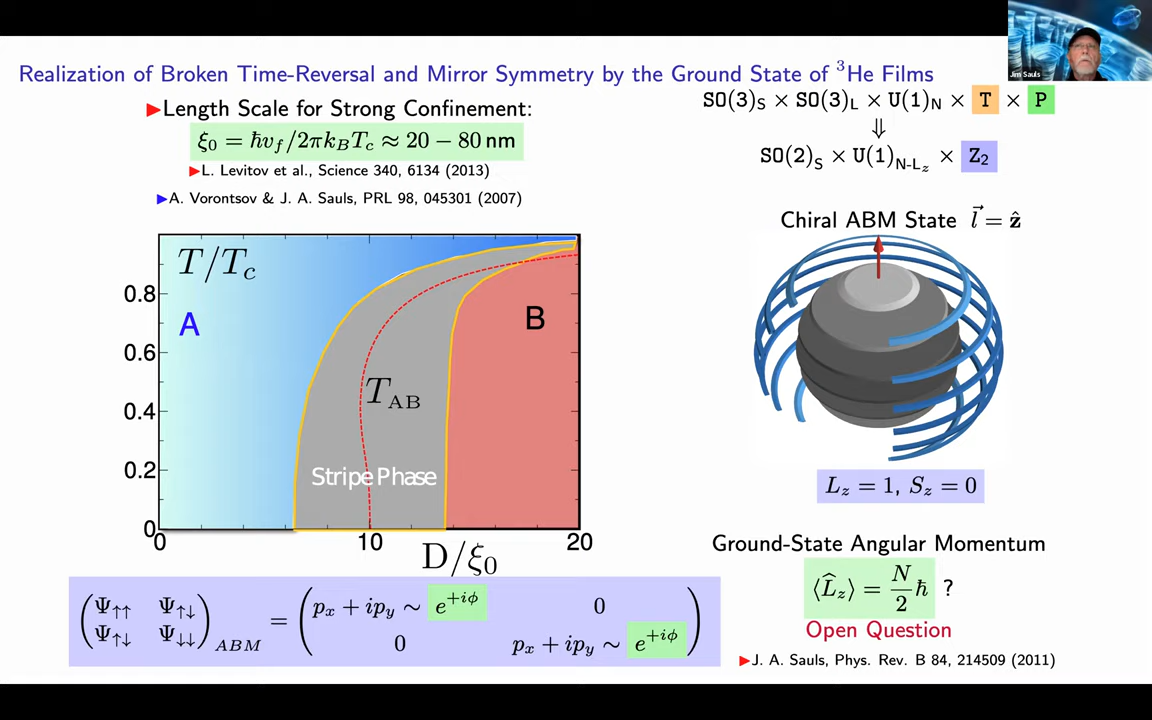 Jim Sauls
Realization of Broken Time-Reversal and Mirror Symmetry by the Ground State of ³He Films
▶Length Scale for Strong Confinement:
ξ₀ = ℏv_f/2πk_BT_c ≈ 20 − 80 nm
▶L. Levitov et al., Science 340, 6134 (2013)
▶A. Vorontsov & J. A. Sauls, PRL 98, 045301 (2007)
SO(3)_S × SO(3)_L × U(1)_N × T × P
⇓
SO(2)_S × U(1)_{N-L_z} × Z₂
T/T_c
A
B
T_AB
Stripe Phase
0.8
0.6
0.4
0.2
0
0 10 20
D/ξ₀
Chiral ABM State l⃗ = ẑ
L_z = 1, S_z = 0
Ground-State Angular Momentum
⟨L̂_z⟩ = N/2 ℏ ?
Open Question
▶J. A. Sauls, Phys. Rev. B 84, 214509 (2011)
(Ψ↑↑ Ψ↑↓
Ψ↑↓ Ψ↓↓)_ABM = (p_x + ip_y ∼ e^{+iϕ} 0
0 p_x + ip_y ∼ e^{+iϕ})